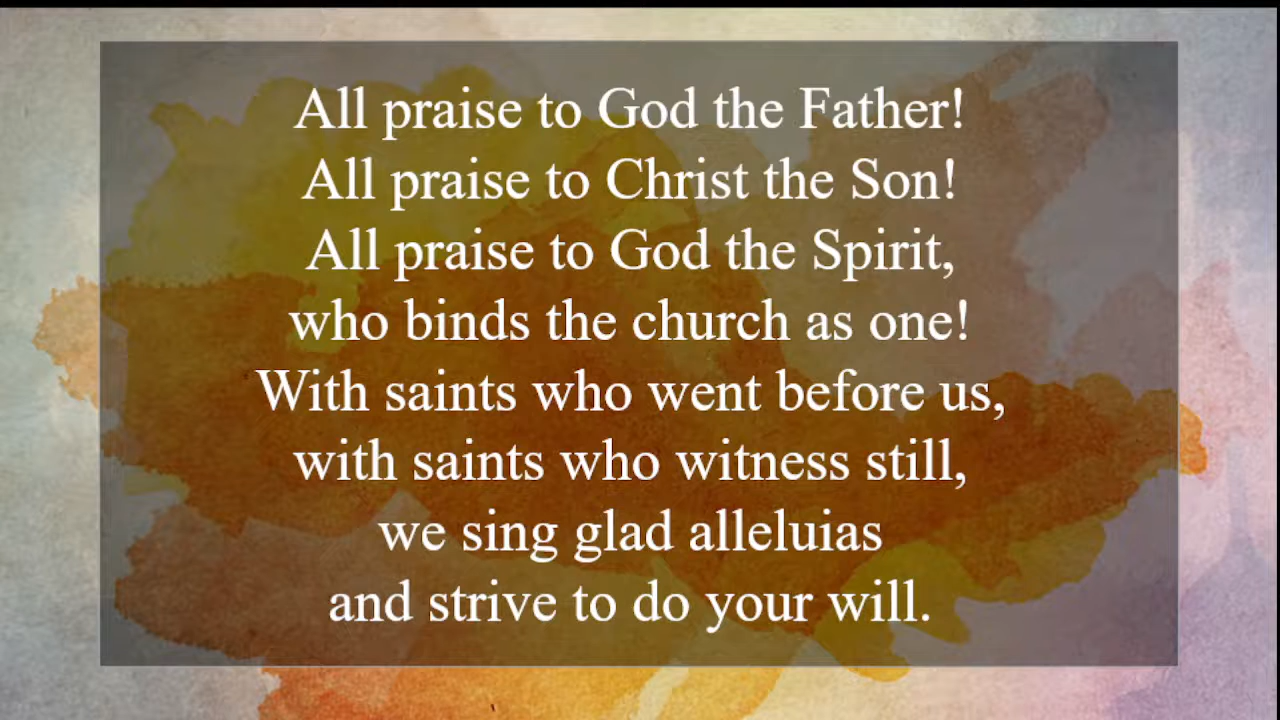 All praise to God the Father!
All praise to Christ the Son!
All praise to God the Spirit,
who binds the church as one!
With saints who went before us,
with saints who witness still,
we sing glad alleluias
and strive to do your will.